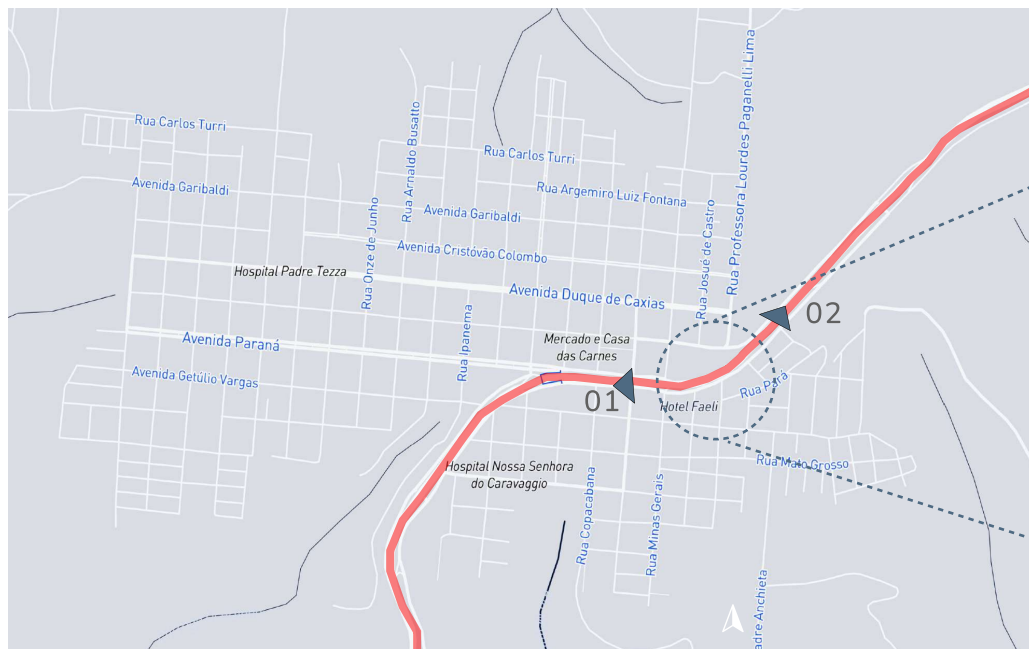 Rua Carlos Turri
Rua Arnaldo Busatto
Rua Professora Lourdes Paganelli Lima
Rua Carlos Turri
Avenida Garibaldi
Rua Argemiro Luiz Fontana
Avenida Garibaldi
Rua Onze de Junho
Rua Josué de Castro
Avenida Cristóvão Colombo
Hospital Padre Tezza
Avenida Duque de Caxias
02
Rua Ipanema
Mercado e Casa
das Carnes
Avenida Paraná
Avenida Getúlio Vargas
Rua Pará
01
Hotel Faeli
Hospital Nossa Senhora
do Caravaggio
Rua Mato Grosso
Rua Copacabana
Rua Minas Gerais
adre Anchieta